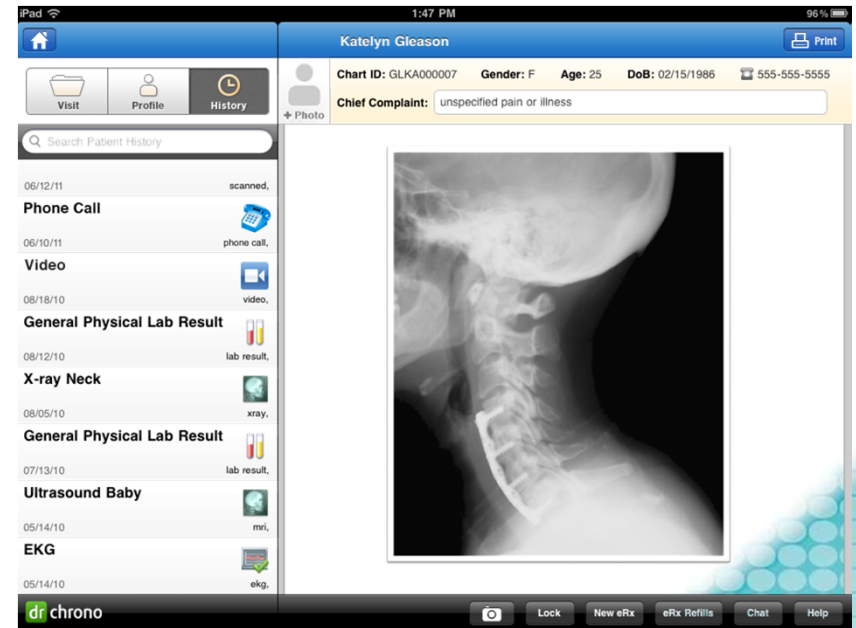 iPad 1:47 PM 96%
Katelyn Gleason Print
Visit Profile History
+ Photo
Chart ID: GLKA000007 Gender: F Age: 25 DoB: 02/15/1986 555-555-5555
Chief Complaint: unspecified pain or illness
Search Patient History
06/12/11 scanned,
Phone Call
06/10/11 phone call,
Video
08/18/10 video,
General Physical Lab Result
08/12/10 lab result,
X-ray Neck
08/05/10 xray,
General Physical Lab Result
07/13/10 lab result,
Ultrasound Baby
05/14/10 mri,
EKG
05/14/10 ekg,
dr chrono Lock New eRx eRx Refills Chat Help